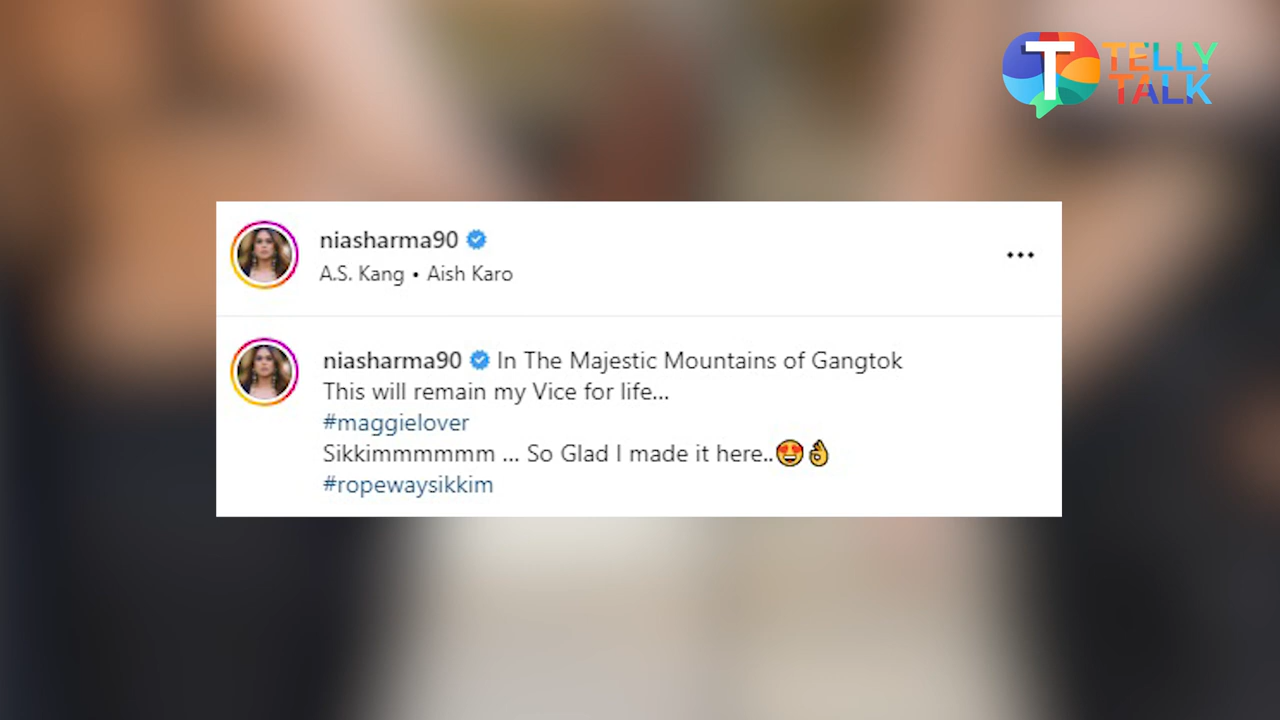 TELLY
TALK
niasharma90
A.S. Kang • Aish Karo
niasharma90 In The Majestic Mountains of Gangtok
This will remain my Vice for life...
#maggielover
Sikkimmmmmm ... So Glad I made it here..😍👌
#ropewaysikkim